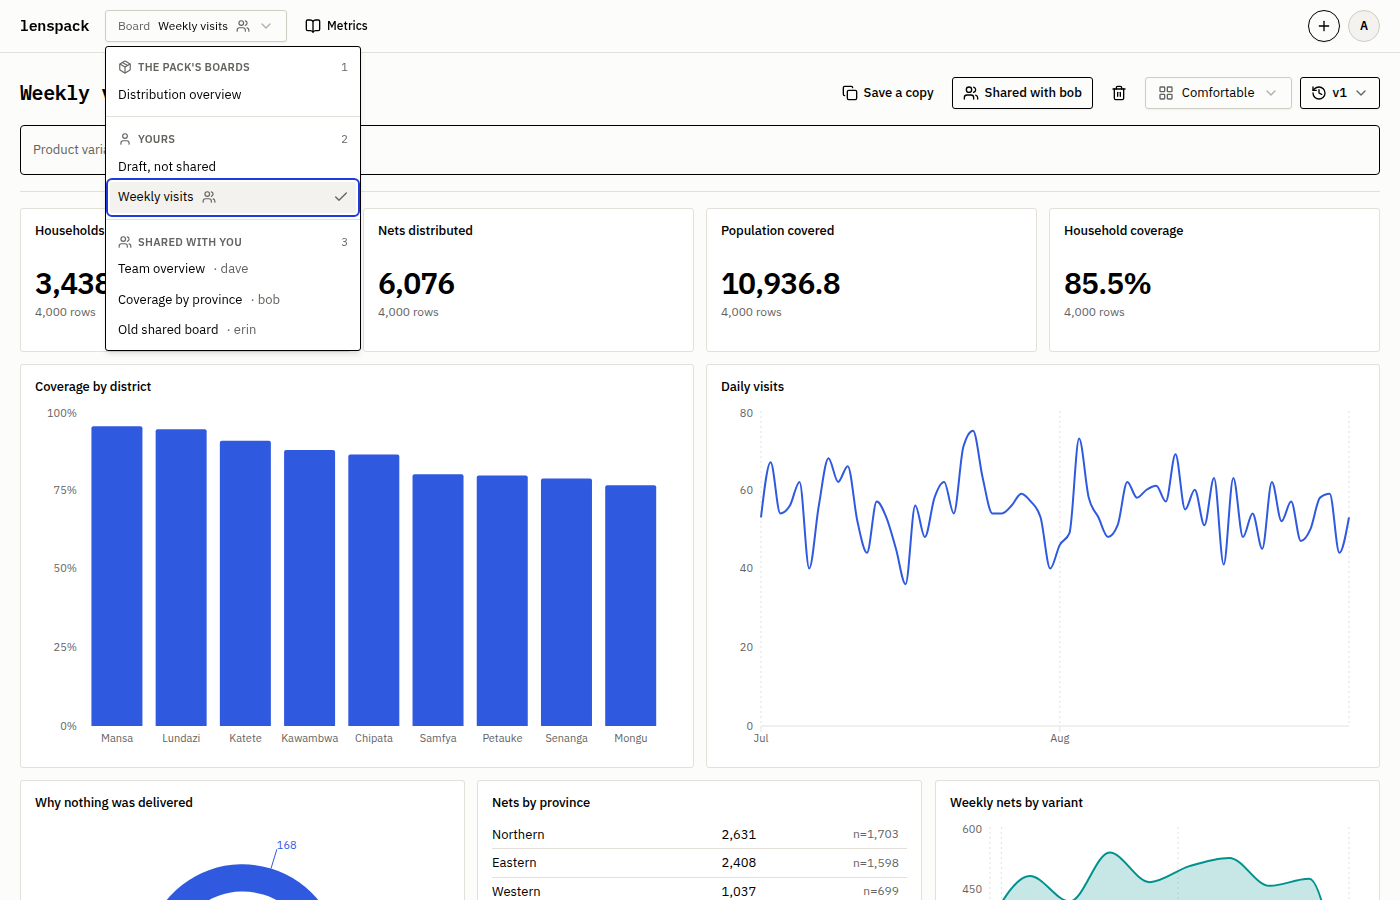 lenspack
Board Weekly visits
Metrics
A
THE PACK'S BOARDS 1
Distribution overview
YOURS 2
Draft, not shared
Weekly visits
SHARED WITH YOU 3
Team overview · dave
Coverage by province · bob
Old shared board · erin
Weekly
Save a copy
Shared with bob
Comfortable
v1
Product
Households
3,438
4,000 rows
Nets distributed
6,076
4,000 rows
Population covered
10,936.8
4,000 rows
Household coverage
85.5%
4,000 rows
Coverage by district
100%
75%
50%
25%
0%
Mansa Lundazi Katete Kawambwa Chipata Samfya Petauke Senanga Mongu
Daily visits
80
60
40
20
0
Jul Aug
Why nothing was delivered
168
Nets by province
Northern 2,631 n=1,703
Eastern 2,408 n=1,598
Western 1,037 n=699
Weekly nets by variant
600
450